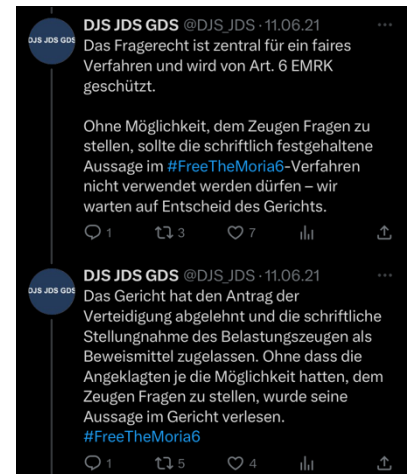 DJS JDS GDS
DJS JDS GDS @DJS_JDS · 11.06.21 ...
Das Fragerecht ist zentral für ein faires
Verfahren und wird von Art. 6 EMRK
geschützt.
Ohne Möglichkeit, dem Zeugen Fragen zu
stellen, sollte die schriftlich festgehaltene
Aussage im #FreeTheMoria6-Verfahren
nicht verwendet werden dürfen – wir
warten auf Entscheid des Gerichts.
1 3 7
DJS JDS GDS
DJS JDS GDS @DJS_JDS · 11.06.21 ...
Das Gericht hat den Antrag der
Verteidigung abgelehnt und die schriftliche
Stellungnahme des Belastungszeugen als
Beweismittel zugelassen. Ohne dass die
Angeklagten je die Möglichkeit hatten, dem
Zeugen Fragen zu stellen, wurde seine
Aussage im Gericht verlesen.
#FreeTheMoria6
1 5 4